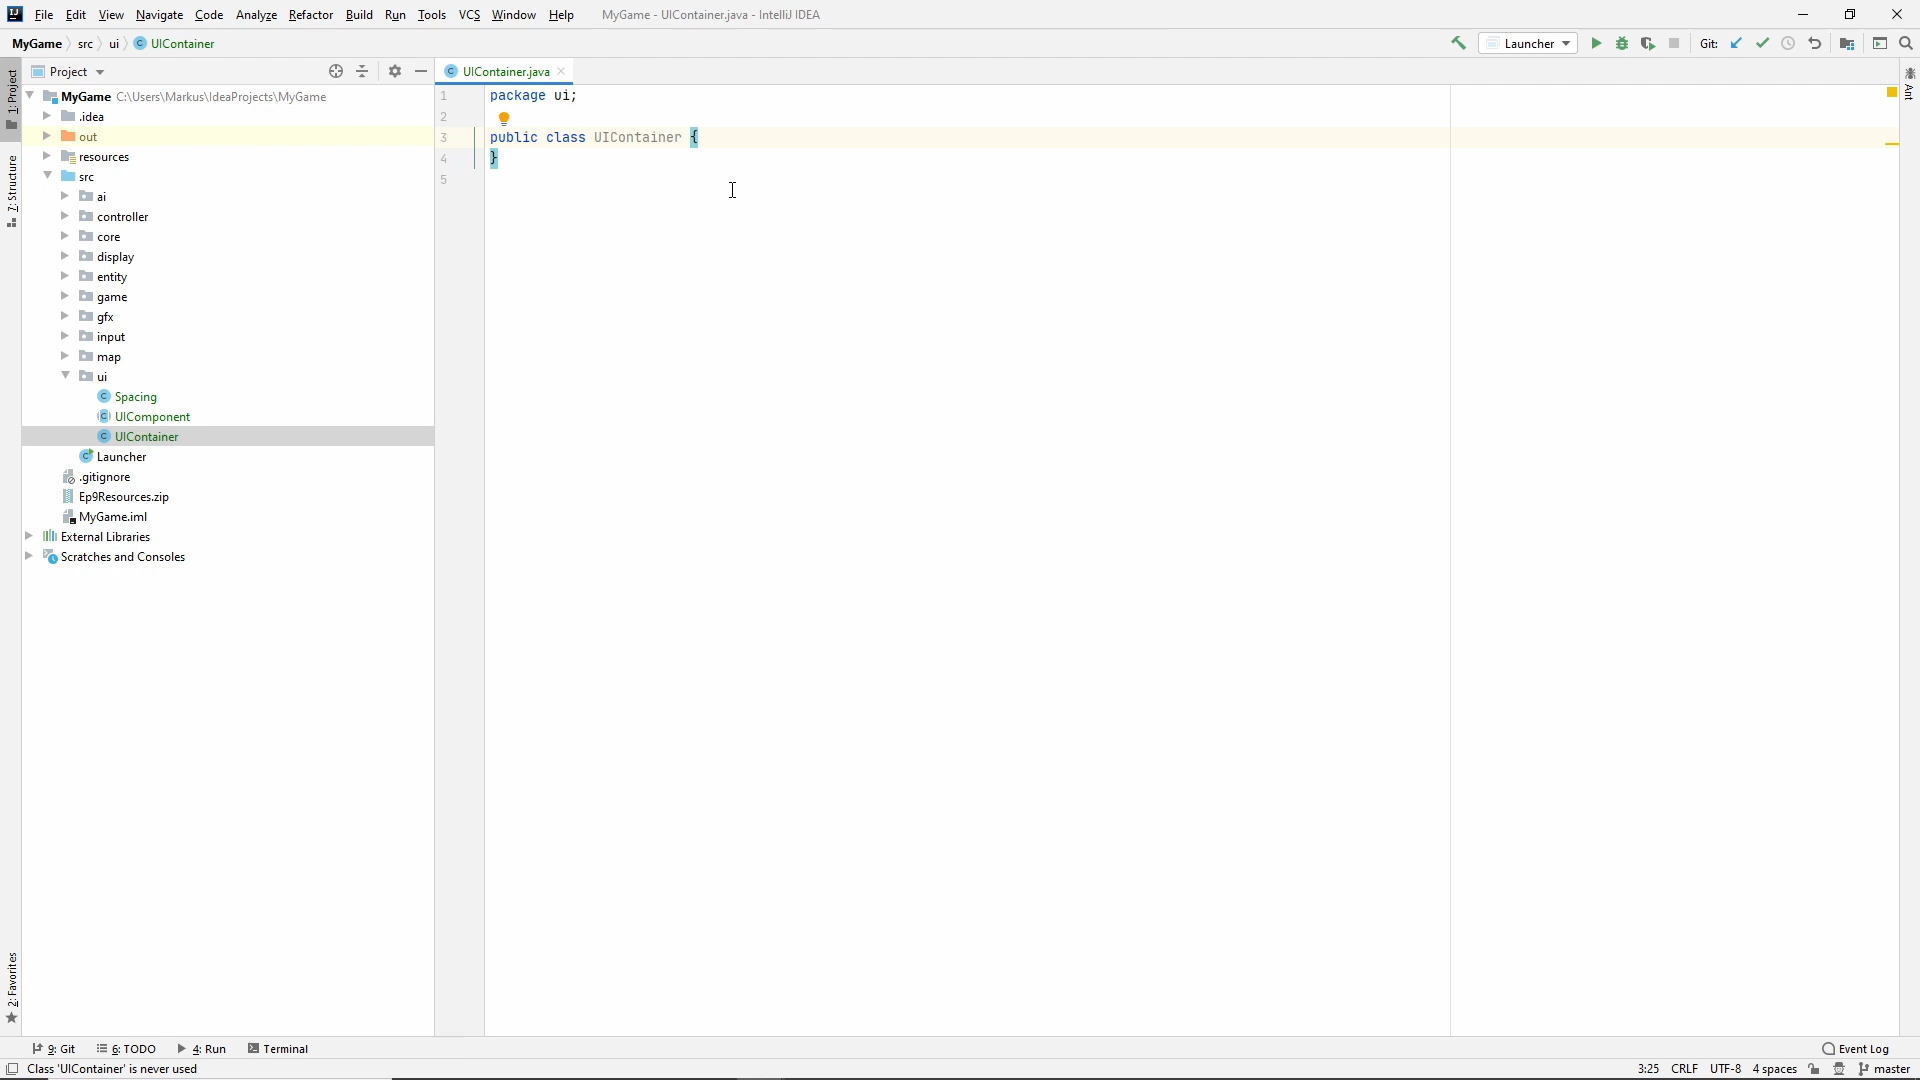 File Edit View Navigate Code Analyze Refactor Build Run Tools VCS Window Help MyGame - UIContainer.java - IntelliJ IDEA
MyGame src ui UIContainer Launcher Git:
1: Project
7: Structure
2: Favorites
Project
MyGame C:\Users\Markus\IdeaProjects\MyGame
.idea
out
resources
src
ai
controller
core
display
entity
game
gfx
input
map
ui
Spacing
UIComponent
UIContainer
Launcher
.gitignore
Ep9Resources.zip
MyGame.iml
External Libraries
Scratches and Consoles
UIContainer.java
1 package ui;
2
3 public class UIContainer {
4 }
5
Ant
9: Git 6: TODO 4: Run Terminal Event Log
Class 'UIContainer' is never used 3:25 CRLF UTF-8 4 spaces master